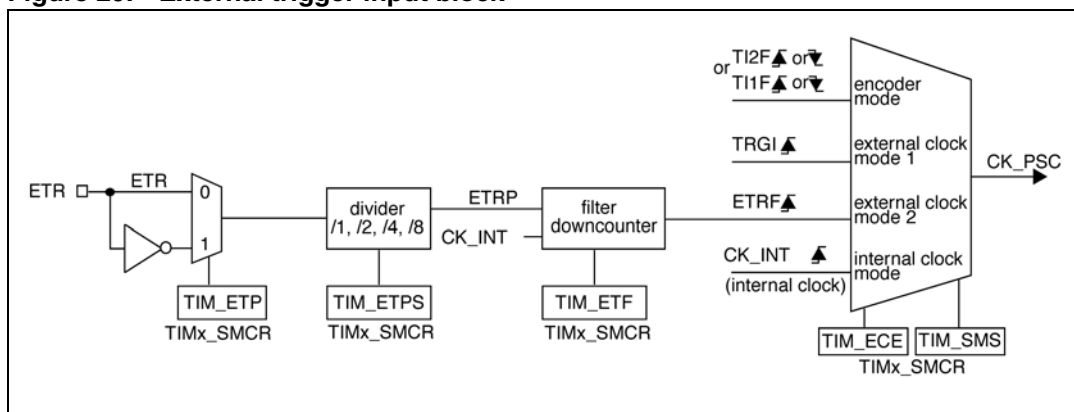 External trigger input block
or TI2F or
TI1F or
encoder
mode
TRGI
external clock
mode 1
CK_PSC
ETR
ETR
0
1
divider
/1, /2, /4, /8
ETRP
CK_INT
filter
downcounter
ETRF
external clock
mode 2
CK_INT
(internal clock)
internal clock
mode
TIM_ETP
TIMx_SMCR
TIM_ETPS
TIMx_SMCR
TIM_ETF
TIMx_SMCR
TIM_ECE
TIM_SMS
TIMx_SMCR